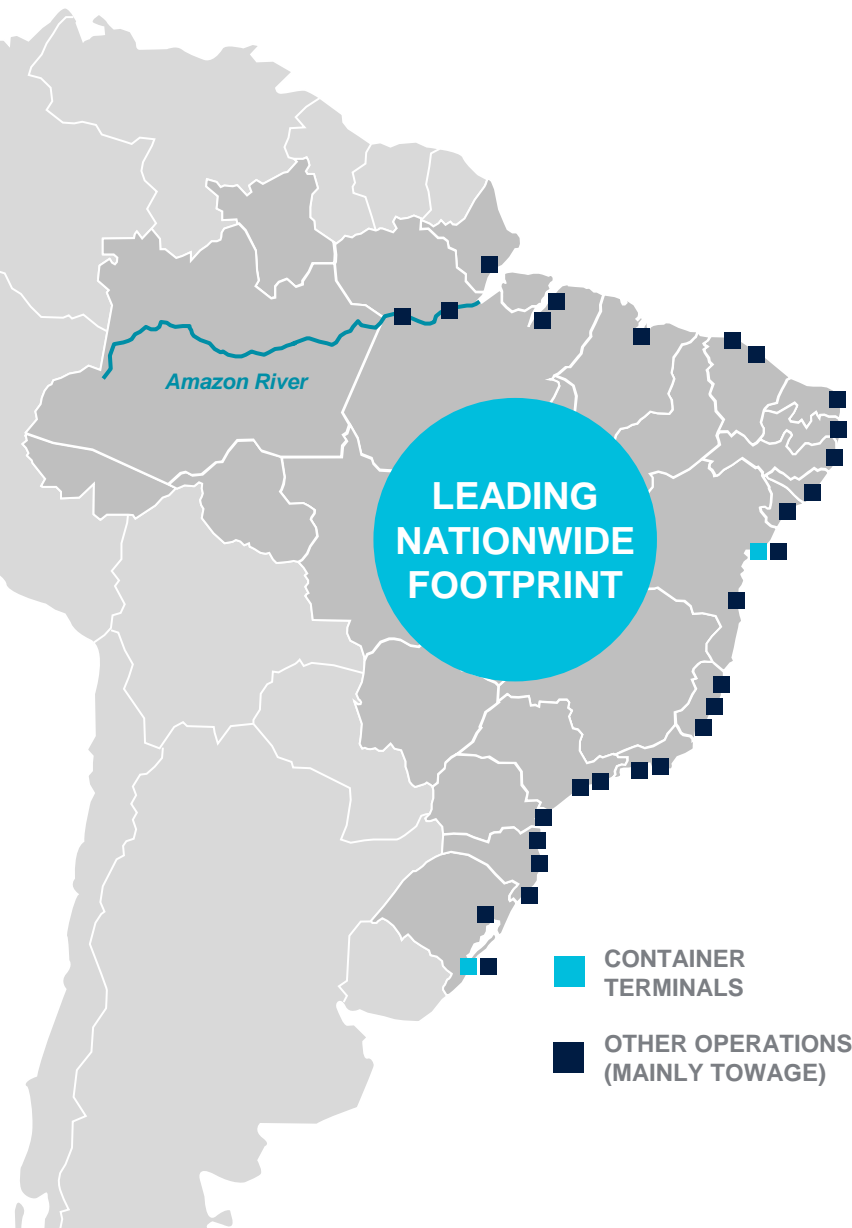 Amazon River
LEADING
NATIONWIDE
FOOTPRINT
CONTAINER
TERMINALS
OTHER OPERATIONS
(MAINLY TOWAGE)